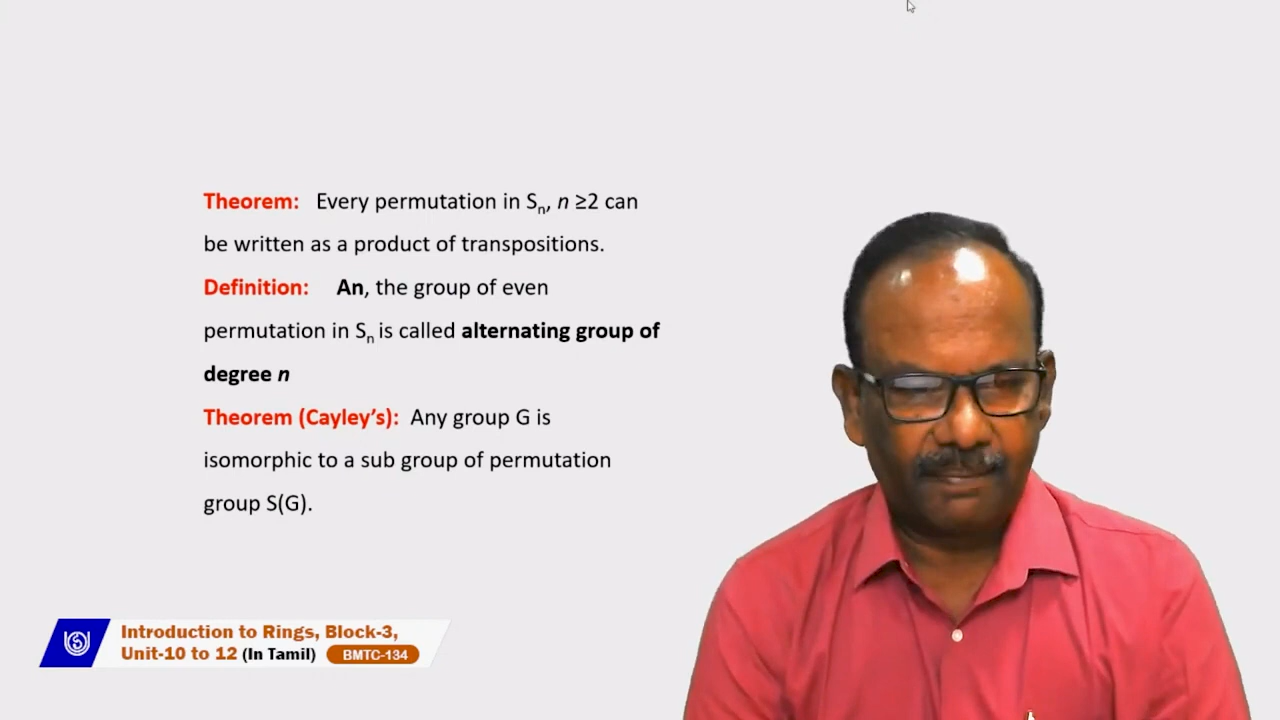 Theorem: Every permutation in Sn, n ≥2 can
be written as a product of transpositions.
Definition: An, the group of even
permutation in Sn is called alternating group of
degree n
Theorem (Cayley's): Any group G is
isomorphic to a sub group of permutation
group S(G).
Introduction to Rings, Block-3,
Unit-10 to 12 (In Tamil) BMTC-134